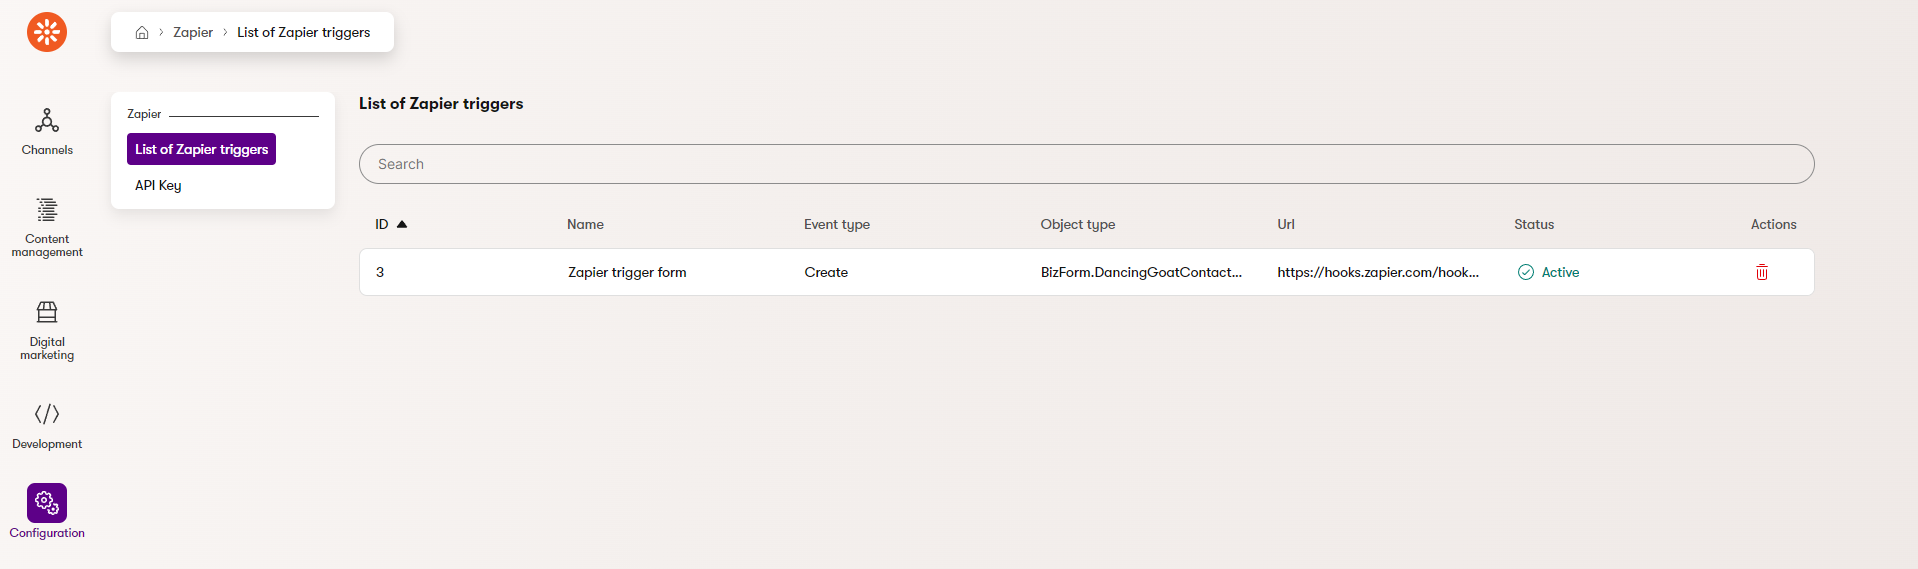 Zapier
List of Zapier triggers
Channels
Content
management
Digital
marketing
Development
Configuration
Zapier
List of Zapier triggers
API Key
List of Zapier triggers
Search
ID Name Event type Object type Url Status Actions
3 Zapier trigger form Create BizForm.DancingGoatContact... https://hooks.zapier.com/hook... Active